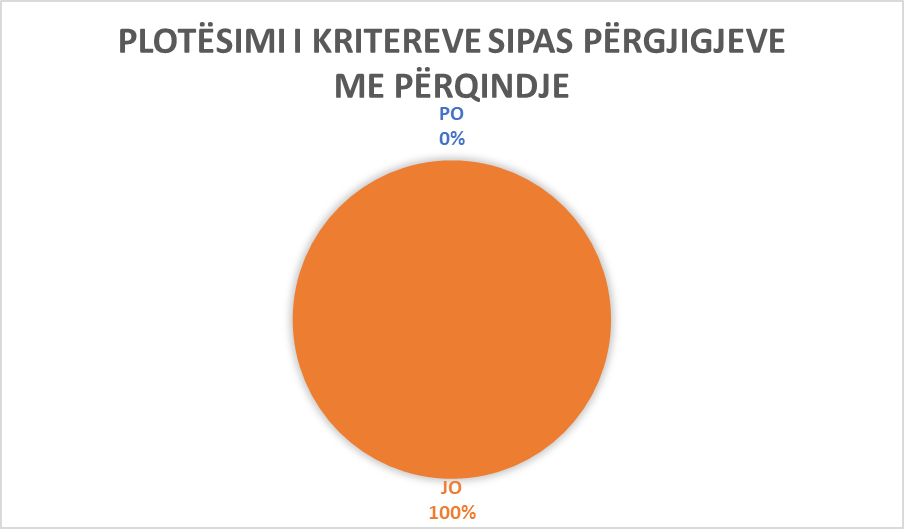 PLOTËSIMI I KRITEREVE SIPAS PËRGJIGJEVE
ME PËRQINDJE
PO
0%
JO
100%